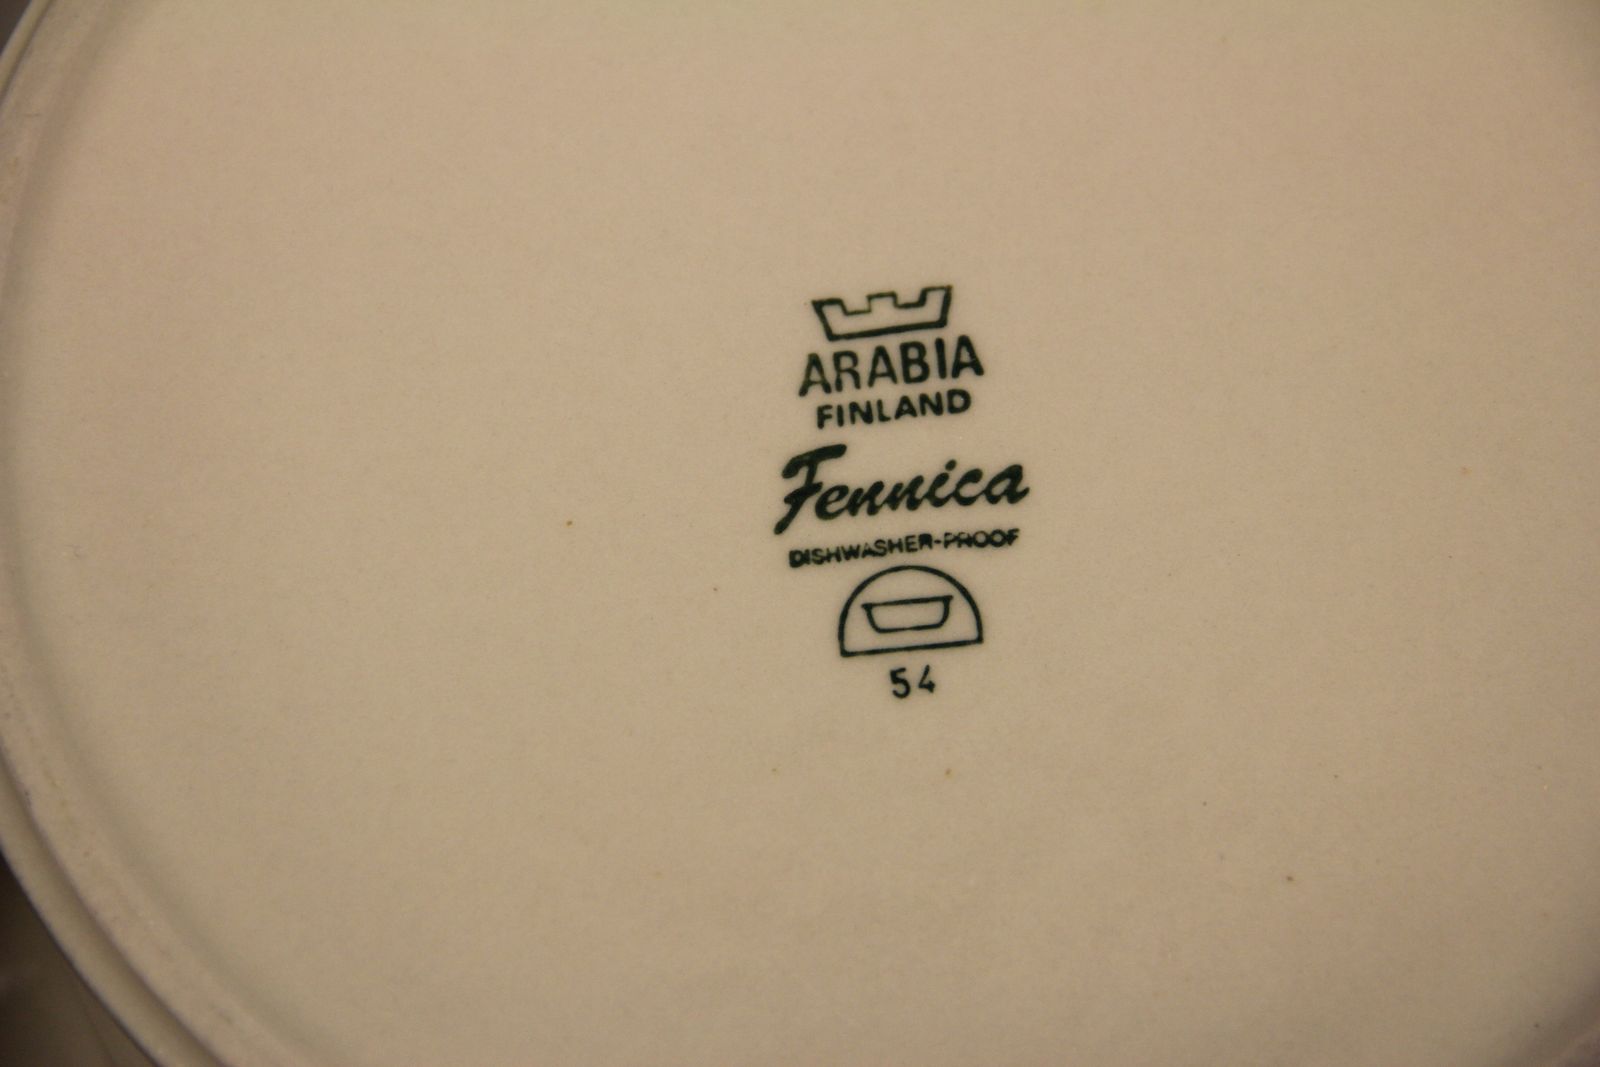 ARABIA
FINLAND
Fennica
DISHWASHER-PROOF
54